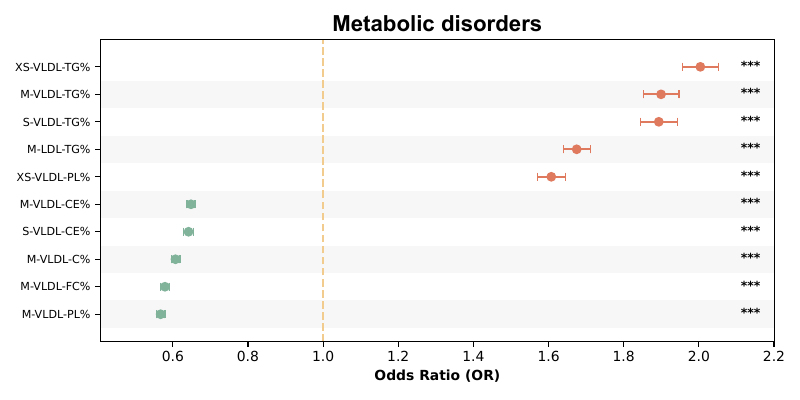 Metabolic disorders
XS-VLDL-TG% ***
M-VLDL-TG% ***
S-VLDL-TG% ***
M-LDL-TG% ***
XS-VLDL-PL% ***
M-VLDL-CE% ***
S-VLDL-CE% ***
M-VLDL-C% ***
M-VLDL-FC% ***
M-VLDL-PL% ***
0.6 0.8 1.0 1.2 1.4 1.6 1.8 2.0 2.2
Odds Ratio (OR)